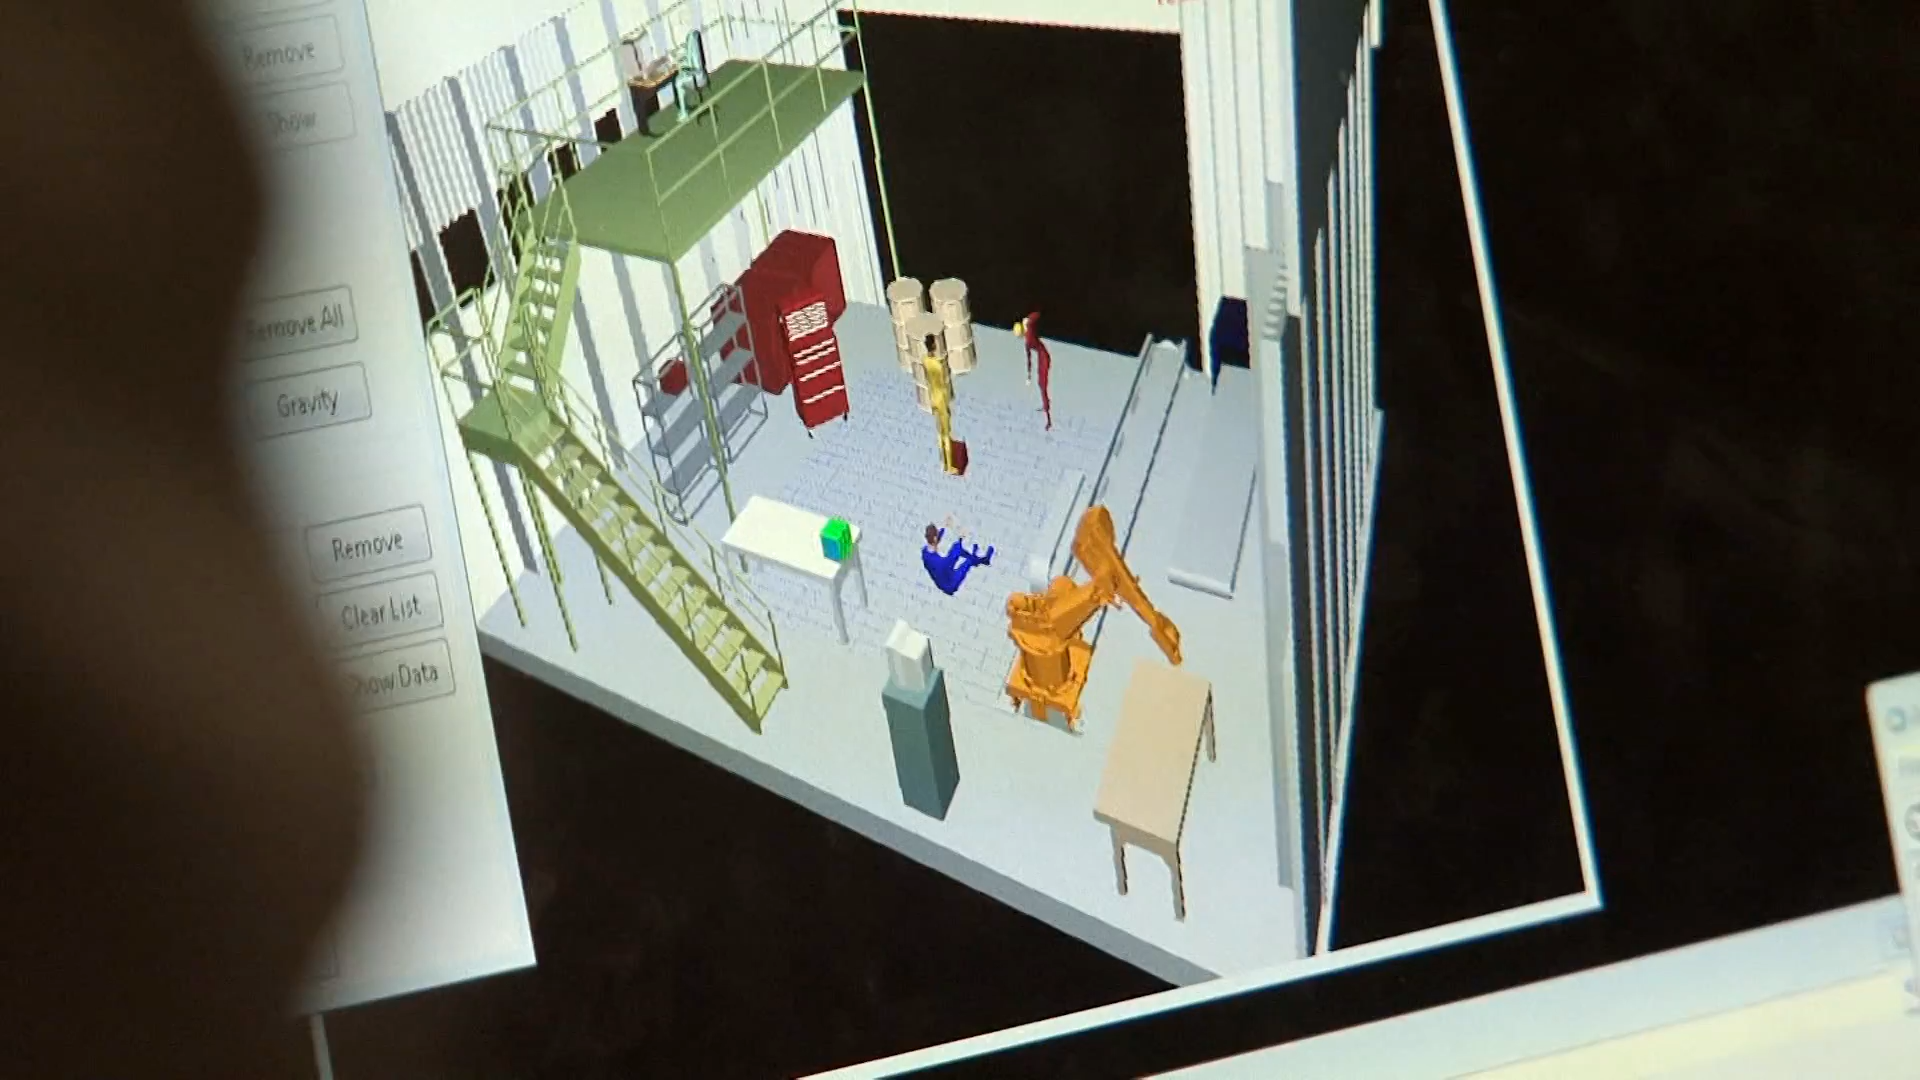 Remove
Show
Remove All
Gravity
Remove
Clear List
Show Data